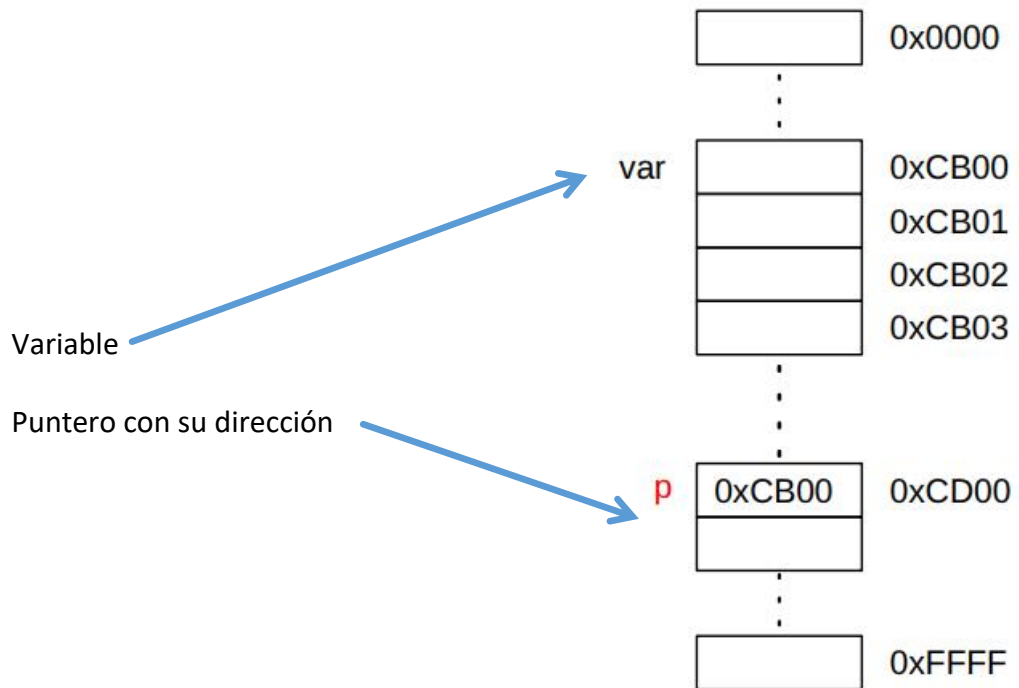 0x0000
var 0xCB00
0xCB01
0xCB02
0xCB03
Variable
Puntero con su dirección
p 0xCB00 0xCD00
0xFFFF